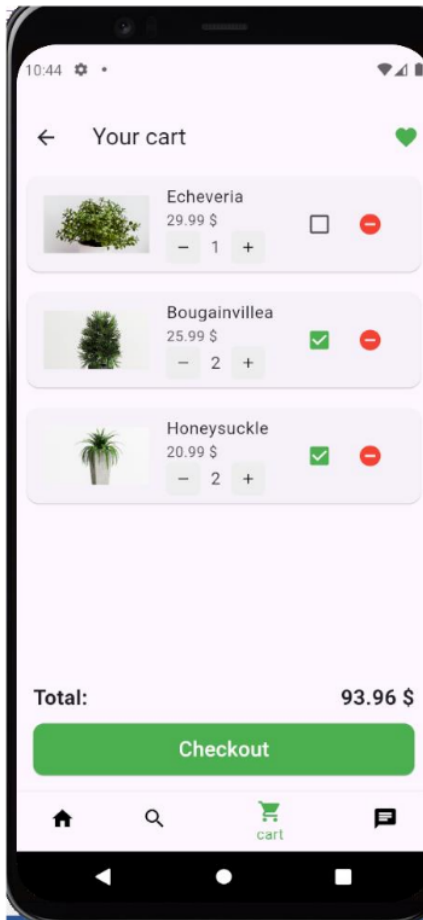 10:44
Your cart
Echeveria
29.99 $
− 1 +
Bougainvillea
25.99 $
− 2 +
Honeysuckle
20.99 $
− 2 +
Total: 93.96 $
Checkout
cart